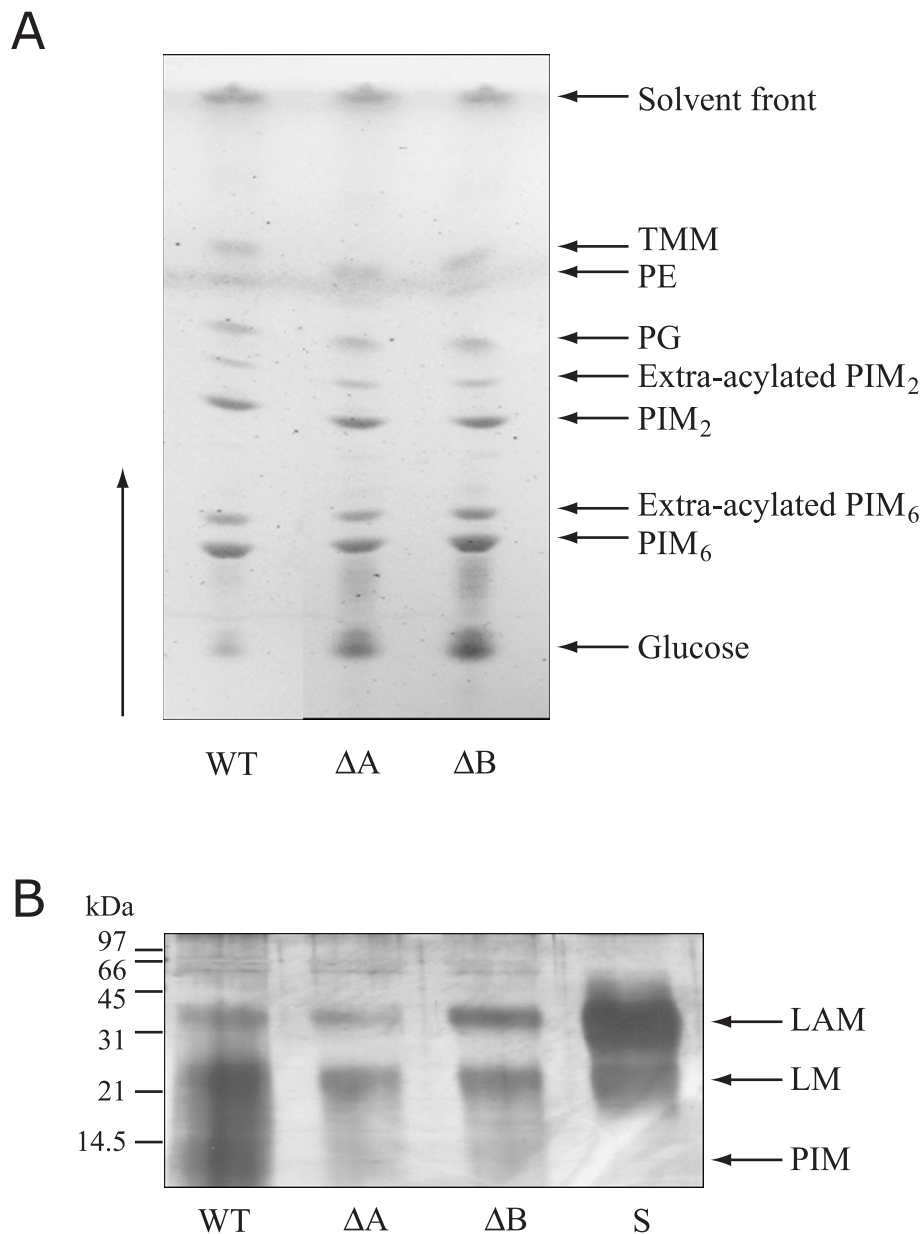 A
Solvent front
TMM
PE
PG
Extra-acylated PIM₂
PIM₂
Extra-acylated PIM₆
PIM₆
Glucose
WT ΔA ΔB
B
kDa
97
66
45
31
21
14.5
LAM
LM
PIM
WT ΔA ΔB S